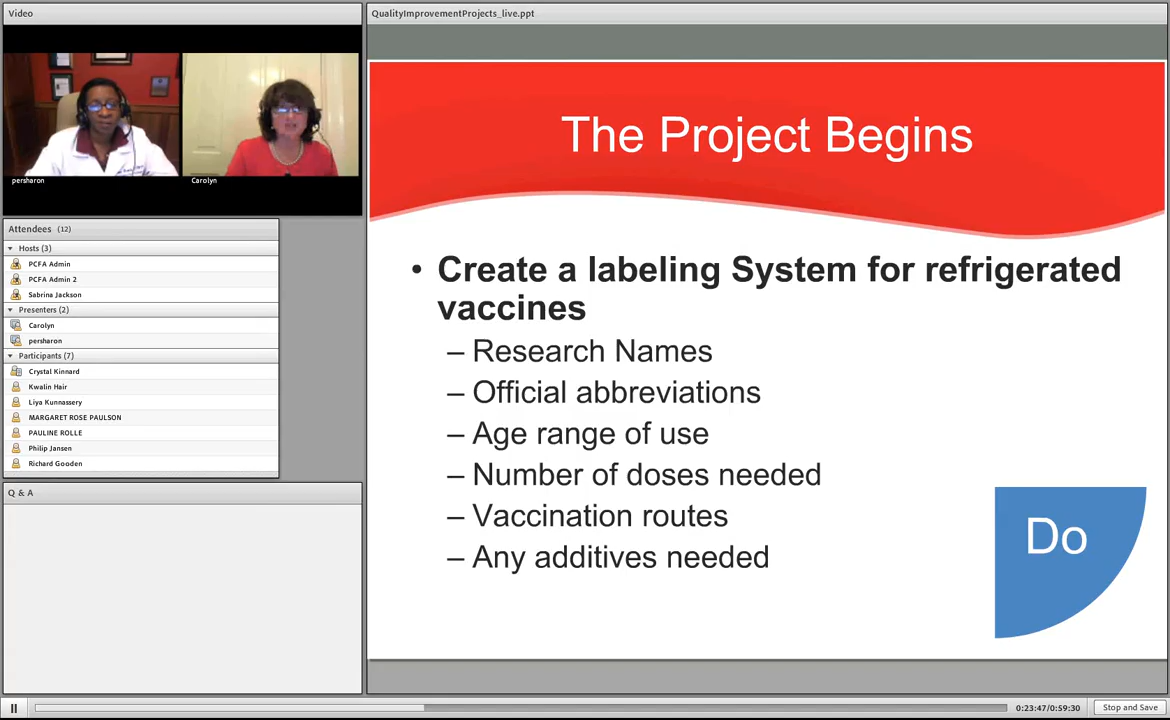 Video
persharon
Carolyn
Attendees (12)
Hosts (3)
PCFA Admin
PCFA Admin 2
Sabrina Jackson
Presenters (2)
Carolyn
persharon
Participants (7)
Crystal Kinnard
Kwalin Hair
Liya Kunnassery
MARGARET ROSE PAULSON
PAULINE ROLLE
Philip Jansen
Richard Gooden
Q & A
QualityImprovementProjects_live.ppt
The Project Begins
• Create a labeling System for refrigerated
vaccines
– Research Names
– Official abbreviations
– Age range of use
– Number of doses needed
– Vaccination routes
– Any additives needed
Do
0:23:47/0:59:30
Stop and Save